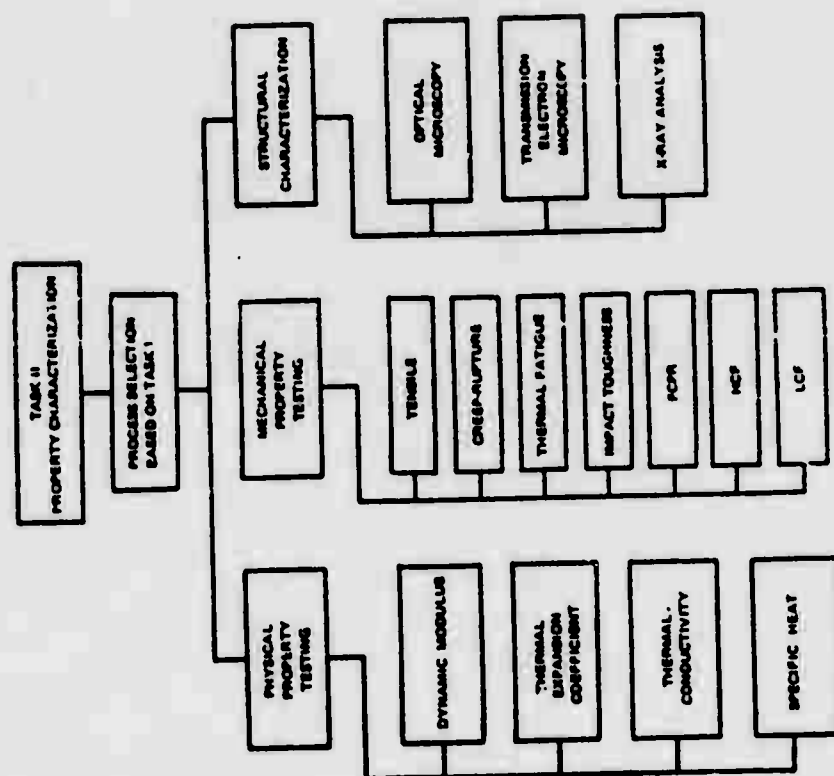 TASK II
PROPERTY CHARACTERIZATION
PROCESS SELECTION
BASED ON TASK I
PHYSICAL
PROPERTY
TESTING
DYNAMIC MODULUS
THERMAL
EXPANSION
COEFFICIENT
THERMAL
CONDUCTIVITY
SPECIFIC HEAT
MECHANICAL
PROPERTY
TESTING
TENSILE
CREEP-RUPTURE
THERMAL FATIGUE
IMPACT TOUGHNESS
FCPR
HCF
LCF
STRUCTURAL
CHARACTERIZATION
OPTICAL
MICROSCOPY
TRANSMISSION
ELECTRON
MICROSCOPY
X-RAY ANALYSIS